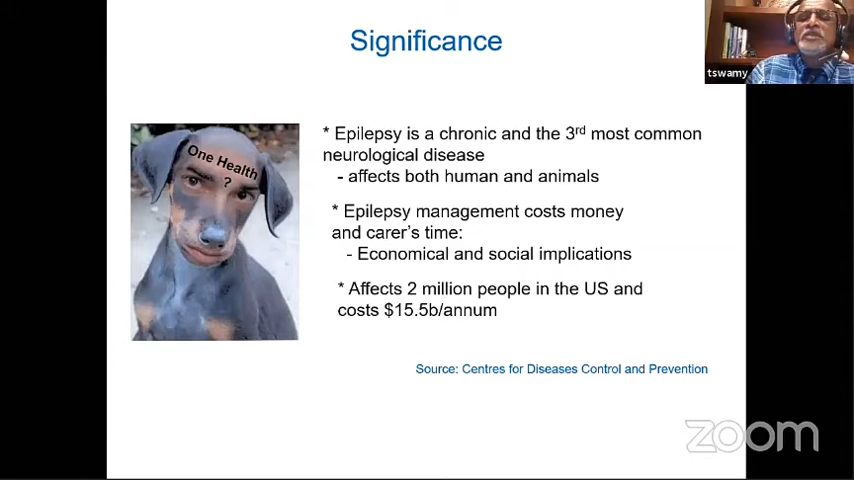 Significance
tswamy
One Health
?
* Epilepsy is a chronic and the 3rd most common
neurological disease
- affects both human and animals
* Epilepsy management costs money
and carer's time:
- Economical and social implications
* Affects 2 million people in the US and
costs $15.5b/annum
Source: Centres for Diseases Control and Prevention
zoom